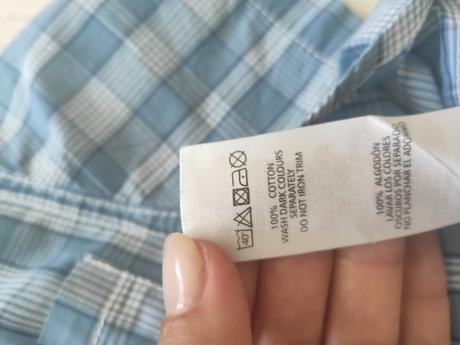 40°
100% COTTON
WASH DARK COLOURS
SEPARATELY
DO NOT IRON TRIM
100% ALGODÓN
LAVAR LOS COLORES
OSCUROS POR SEPARADO
NO PLANCHAR EL ADORNO